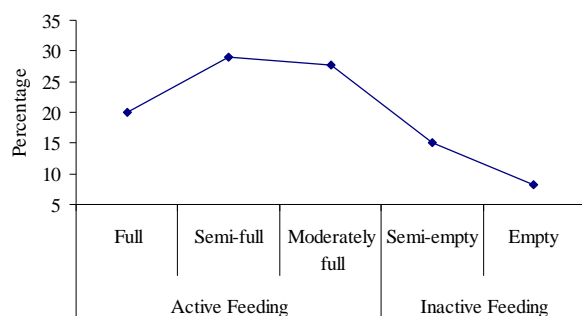 35
30
25
20
15
10
5
Percentage
Full Semi-full Moderately full Semi-empty Empty
Active Feeding Inactive Feeding